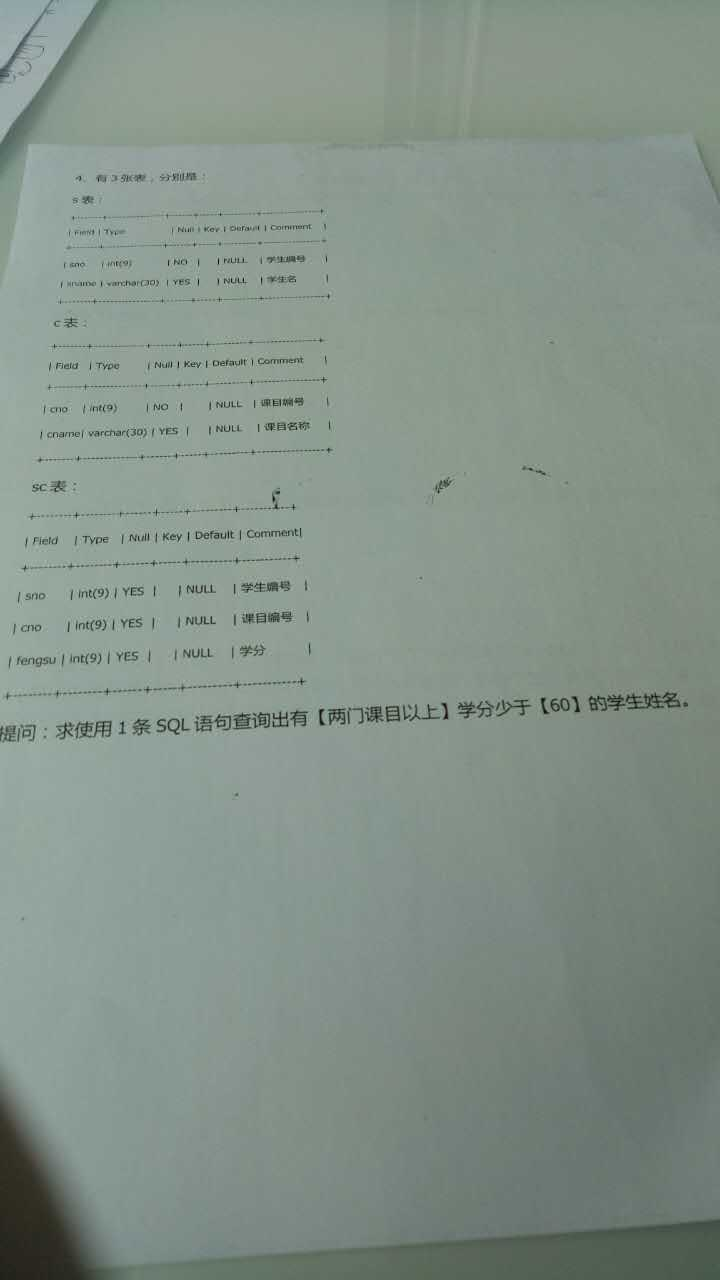 4、有 3 张表，分别是：
s 表：
+-------+-------------+------+-----+---------+--------------+
| Field | Type | Null | Key | Default | Comment |
+-------+-------------+------+-----+---------+--------------+
| sno | int(9) | NO | | NULL | 学生编号 |
| sname | varchar(30) | YES | | NULL | 学生名 |
+-------+-------------+------+-----+---------+--------------+
c 表：
+-------+-------------+------+-----+---------+--------------+
| Field | Type | Null | Key | Default | Comment |
+-------+-------------+------+-----+---------+--------------+
| cno | int(9) | NO | | NULL | 课目编号 |
| cname| varchar(30) | YES | | NULL | 课目名称 |
+-------+-------------+------+-----+---------+--------------+
sc 表：
+--------+--------+------+-----+---------+----------+
| Field | Type | Null | Key | Default | Comment|
+--------+--------+------+-----+---------+----------+
| sno | int(9) | YES | | NULL | 学生编号 |
| cno | int(9) | YES | | NULL | 课目编号 |
| fengsu | int(9) | YES | | NULL | 学分 |
+--------+--------+------+-----+---------+----------+
提问：求使用 1 条 SQL 语句查询出有【两门课目以上】学分少于【60】的学生姓名。